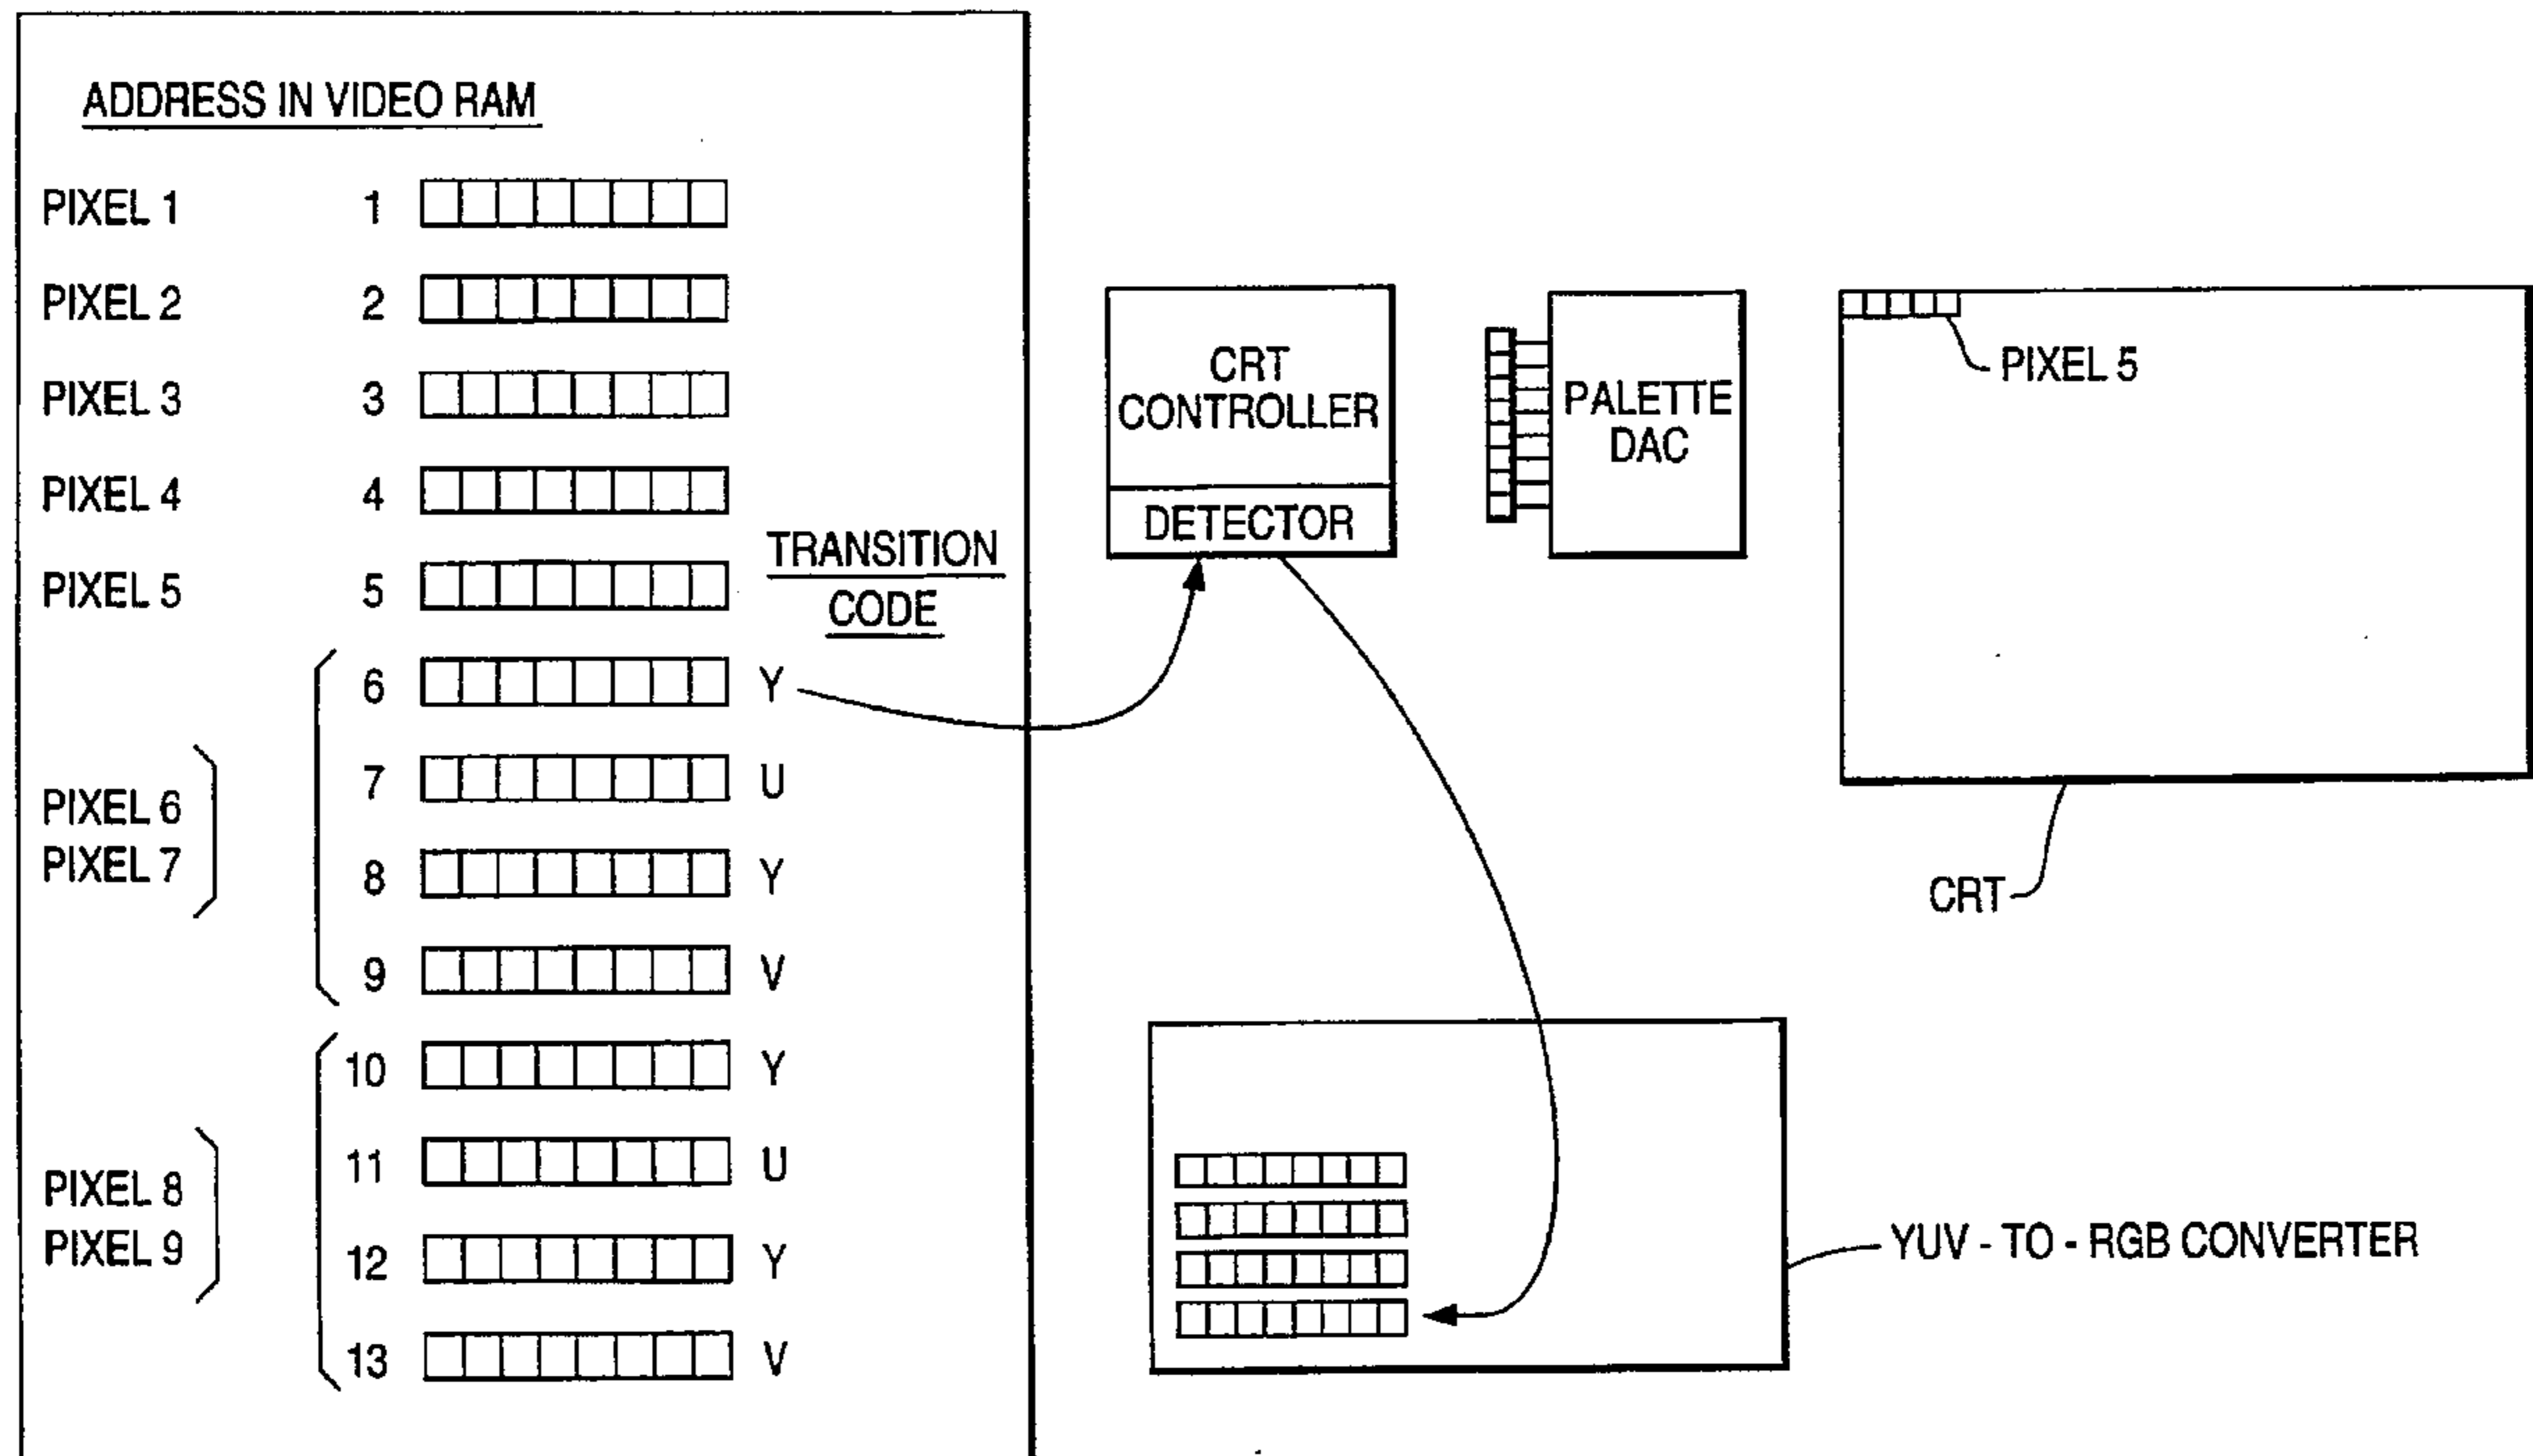 ADDRESS IN VIDEO RAM
PIXEL 1 1
PIXEL 2 2
PIXEL 3 3
PIXEL 4 4
PIXEL 5 5
TRANSITION
CODE
6 Y
7 U
PIXEL 6
PIXEL 7
8 Y
9 V
10 Y
11 U
PIXEL 8
PIXEL 9
12 Y
13 V
CRT
CONTROLLER
DETECTOR
PALETTE
DAC
PIXEL 5
CRT
YUV - TO - RGB CONVERTER